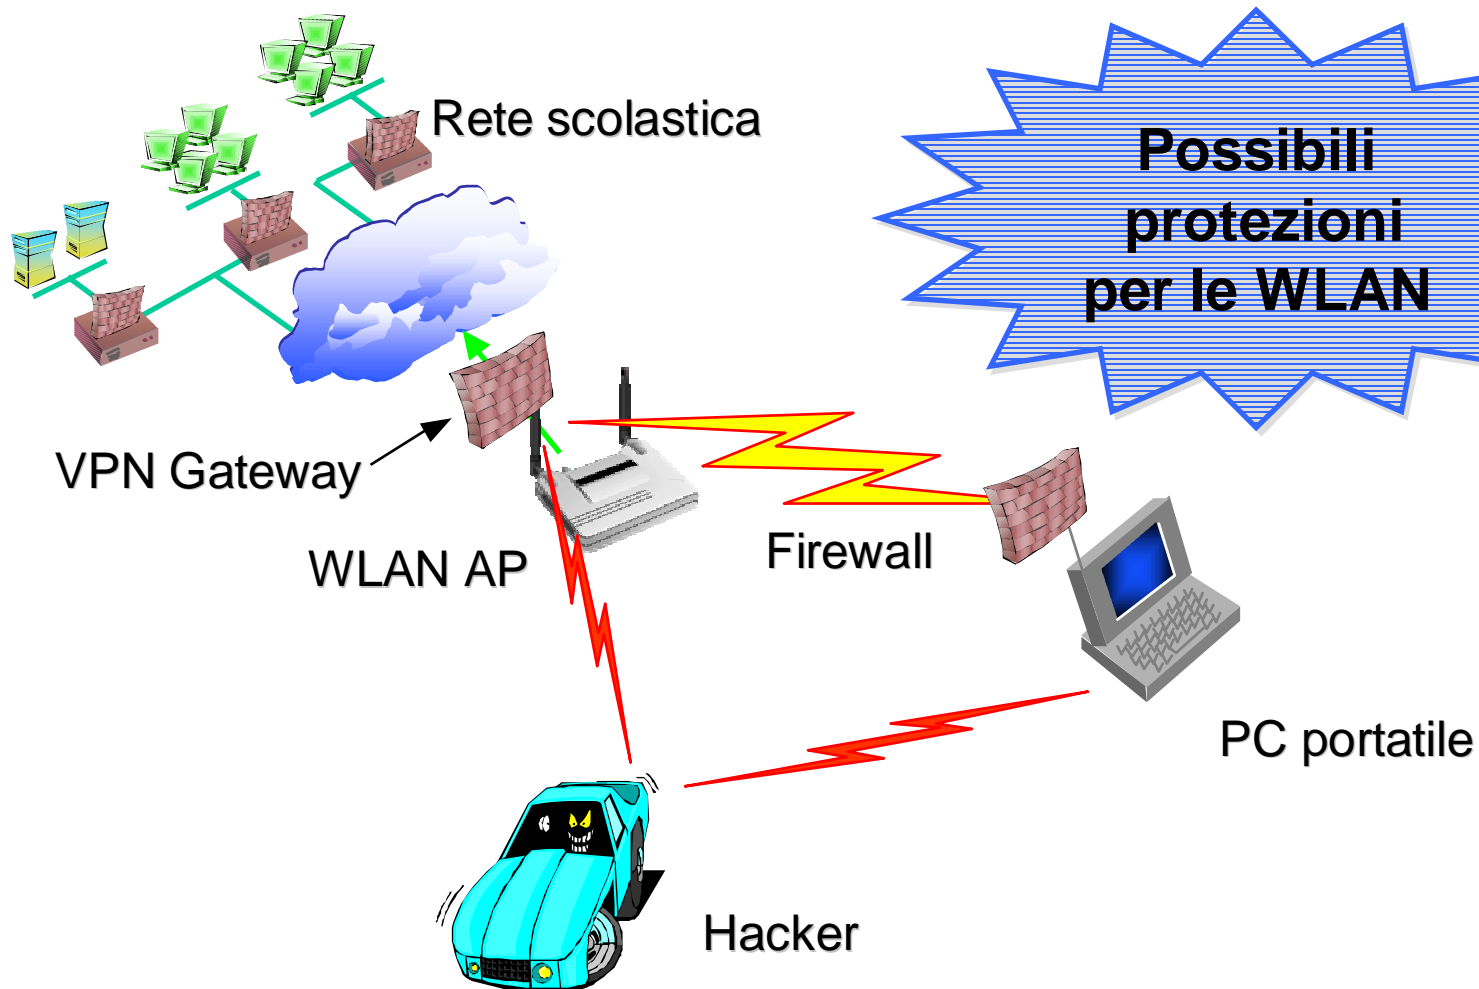 Rete scolastica
Possibili
protezioni
per le WLAN
VPN Gateway
WLAN AP
Firewall
PC portatile
Hacker